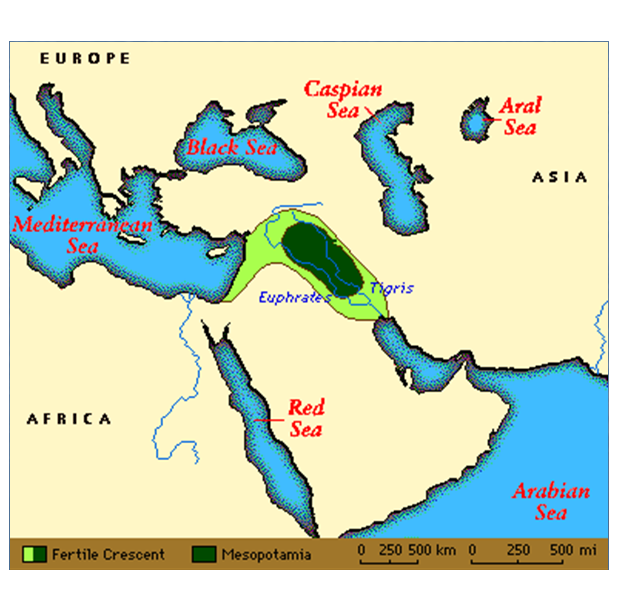 EUROPE
Caspian
Sea
Aral
Sea
Black Sea
ASIA
Mediterranean
Sea
Tigris
Euphrates
AFRICA
Red
Sea
Arabian
Sea
Fertile Crescent
Mesopotamia
0 250 500 km 0 250 500 mi